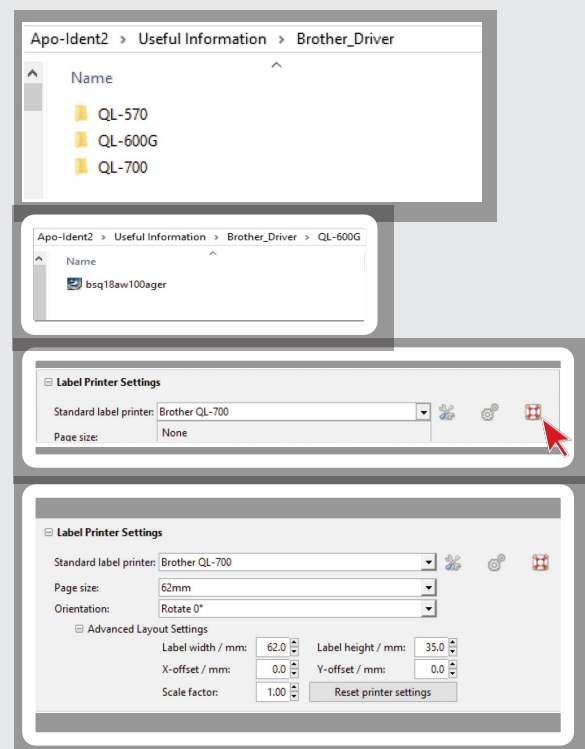 Apo-Ident2 > Useful Information > Brother_Driver
Name
QL-570
QL-600G
QL-700
Apo-Ident2 > Useful Information > Brother_Driver > QL-600G
Name
bsq18aw100ager
Label Printer Settings
Standard label printer: Brother QL-700
Page size: None
Label Printer Settings
Standard label printer: Brother QL-700
Page size: 62mm
Orientation: Rotate 0°
Advanced Layout Settings
Label width / mm: 62.0 Label height / mm: 35.0
X-offset / mm: 0.0 Y-offset / mm: 0.0
Scale factor: 1.00 Reset printer settings